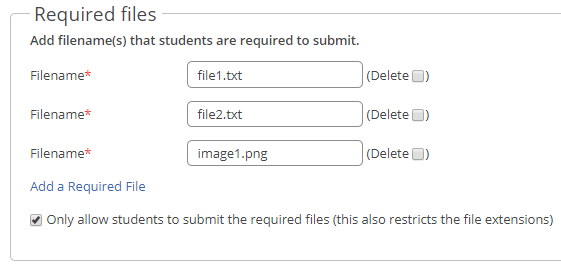 Required files
Add filename(s) that students are required to submit.
Filename* file1.txt (Delete )
Filename* file2.txt (Delete )
Filename* image1.png (Delete )
Add a Required File
Only allow students to submit the required files (this also restricts the file extensions)